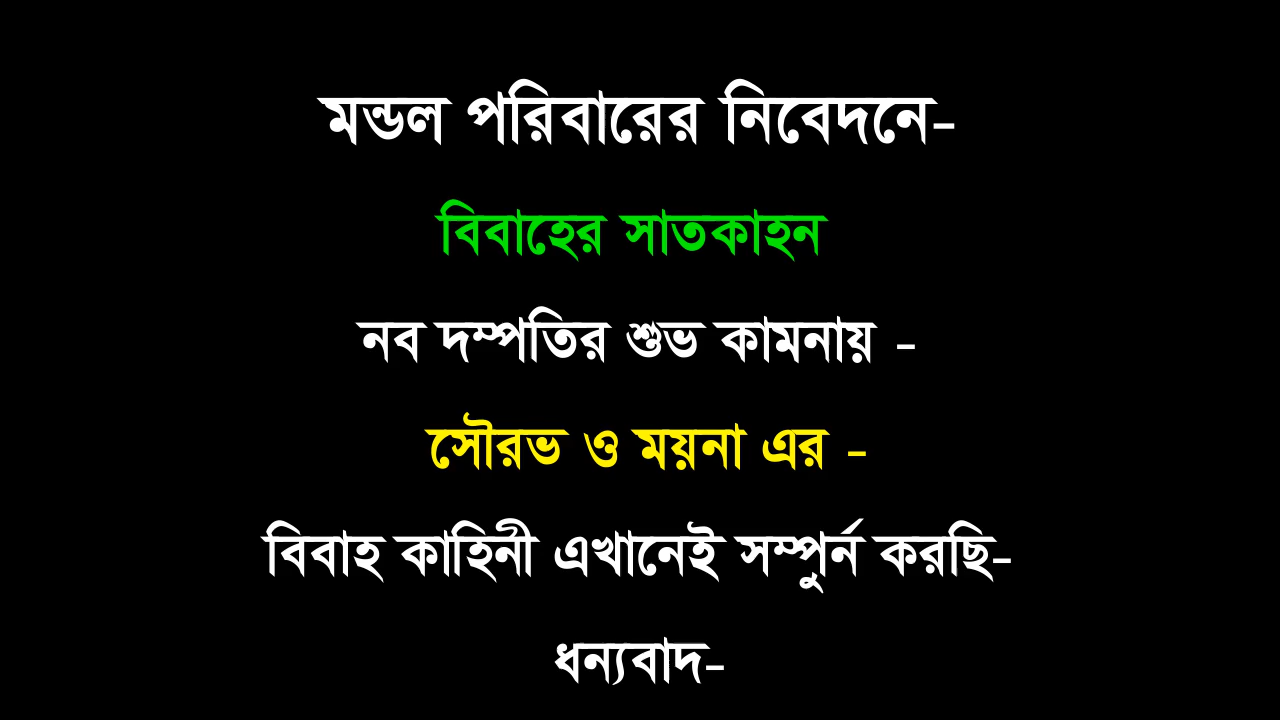 মন্ডল পরিবারের নিবেদনে-
বিবাহের সাতকাহন
নব দম্পতির শুভ কামনায় -
সৌরভ ও ময়না এর -
বিবাহ কাহিনী এখানেই সম্পুর্ন করছি-
ধন্যবাদ-